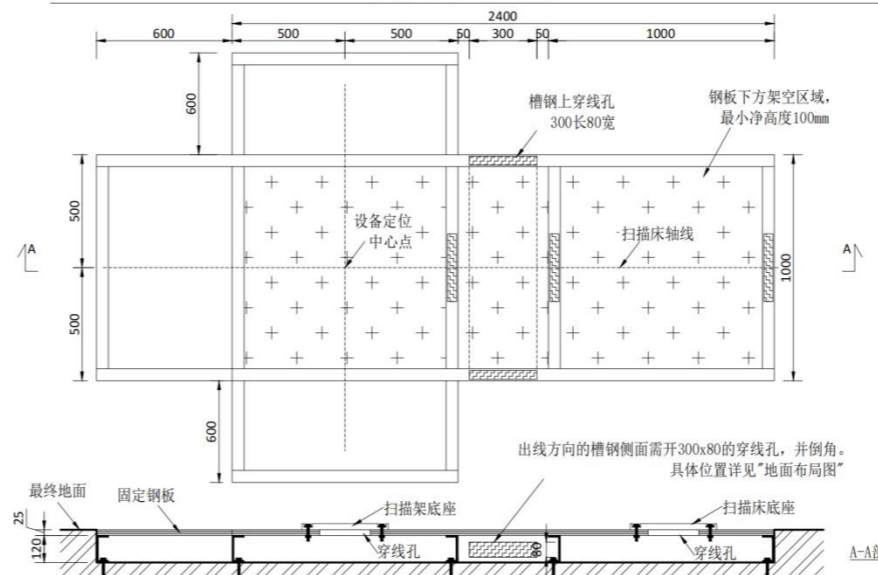 2400
600
500
500
50
300
50
1000
600
槽钢上穿线孔
300长80宽
钢板下方架空区域，
最小净高度100mm
500
设备定位
中心点
扫描床轴线
A
A
1000
500
600
出线方向的槽钢侧面需开300x80的穿线孔，并倒角。
具体位置详见"地面布局图"
最终地面
固定钢板
扫描架底座
扫描床底座
25
120
穿线孔
80
穿线孔
A-A